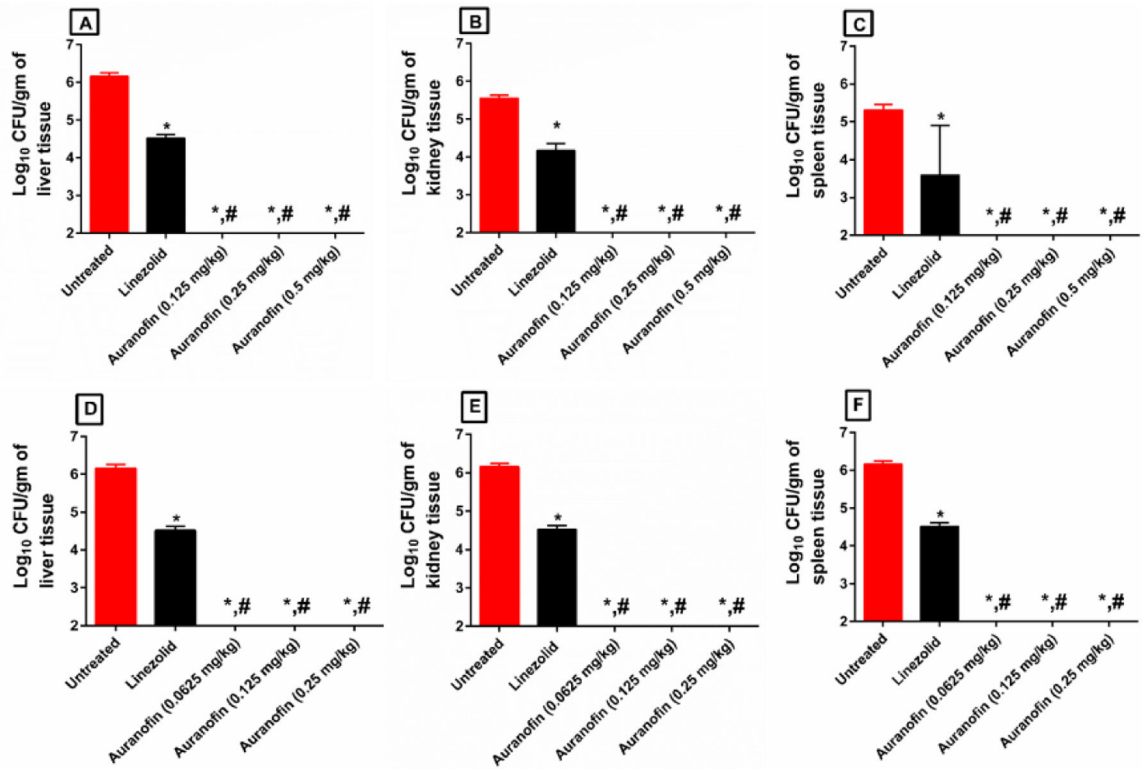 A
Log10 CFU/gm of
liver tissue
7
6
5
4
3
2
*
*,# *,# *,#
Untreated
Linezolid
Auranofin (0.125 mg/kg)
Auranofin (0.25 mg/kg)
Auranofin (0.5 mg/kg)
B
Log10 CFU/gm of
kidney tissue
7
6
5
4
3
2
*
*,# *,# *,#
Untreated
Linezolid
Auranofin (0.125 mg/kg)
Auranofin (0.25 mg/kg)
Auranofin (0.5 mg/kg)
C
Log10 CFU/gm of
spleen tissue
7
6
5
4
3
2
*
*,# *,# *,#
Untreated
Linezolid
Auranofin (0.125 mg/kg)
Auranofin (0.25 mg/kg)
Auranofin (0.5 mg/kg)
D
Log10 CFU/gm of
liver tissue
7
6
5
4
3
2
*
*,# *,# *,#
Untreated
Linezolid
Auranofin (0.0625 mg/kg)
Auranofin (0.125 mg/kg)
Auranofin (0.25 mg/kg)
E
Log10 CFU/gm of
kidney tissue
7
6
5
4
3
2
*
*,# *,# *,#
Untreated
Linezolid
Auranofin (0.0625 mg/kg)
Auranofin (0.125 mg/kg)
Auranofin (0.25 mg/kg)
F
Log10 CFU/gm of
spleen tissue
7
6
5
4
3
2
*
*,# *,# *,#
Untreated
Linezolid
Auranofin (0.0625 mg/kg)
Auranofin (0.125 mg/kg)
Auranofin (0.25 mg/kg)